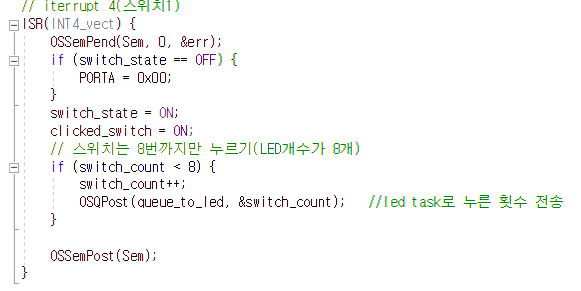 // iterrupt 4(스위치1)
ISR(INT4_vect) {
OSSemPend(Sem, 0, &err);
if (switch_state == OFF) {
PORTA = 0x00;
}
switch_state = ON;
clicked_switch = ON;
// 스위치는 8번까지만 누르기(LED개수가 8개)
if (switch_count < 8) {
switch_count++;
OSQPost(queue_to_led, &switch_count); //led task로 누른 횟수 전송
}
OSSemPost(Sem);
}